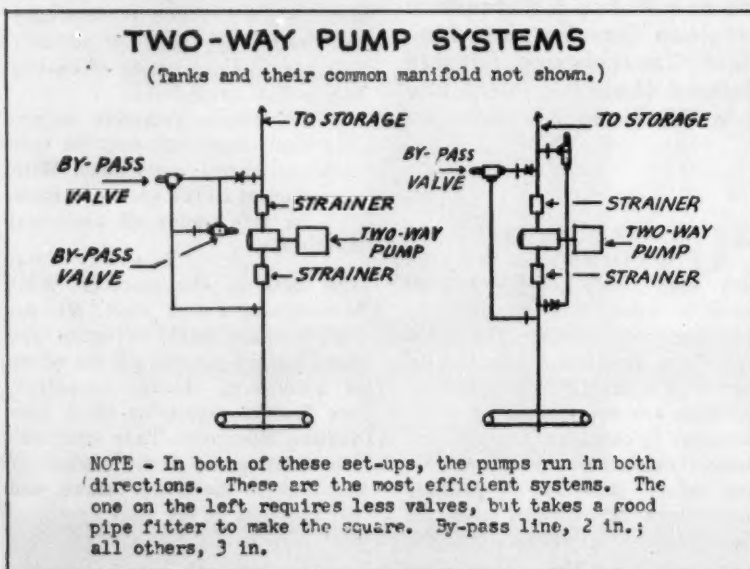 TWO-WAY PUMP SYSTEMS
(Tanks and their common manifold not shown.)
TO STORAGE
BY-PASS
VALVE
STRAINER
TWO-WAY
PUMP
BY-PASS
VALVE
STRAINER
TO STORAGE
BY-PASS
VALVE
STRAINER
TWO-WAY
PUMP
STRAINER
NOTE - In both of these set-ups, the pumps run in both
directions. These are the most efficient systems. The
one on the left requires less valves, but takes a good
pipe fitter to make the square. By-pass line, 2 in.;
all others, 3 in.